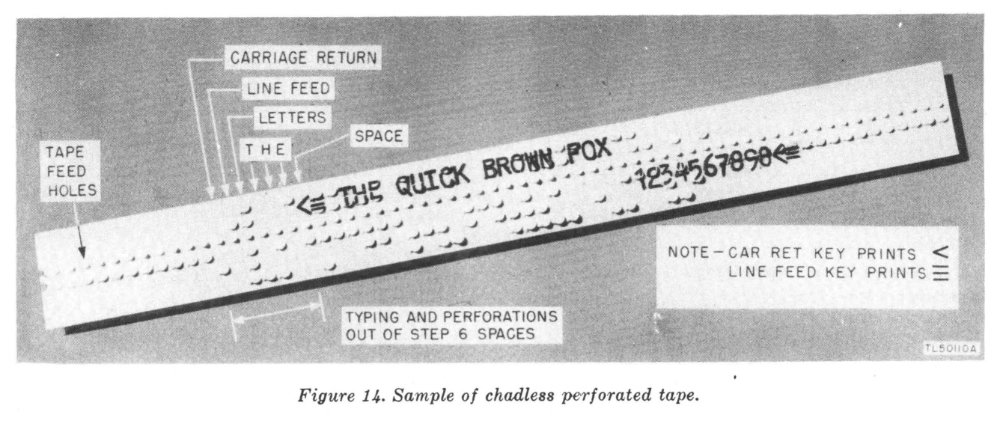 CARRIAGE RETURN
LINE FEED
LETTERS
T H E
SPACE
TAPE
FEED
HOLES
<≡ THE QUICK BROWN FOX
1234567890<≡
NOTE – CAR RET KEY PRINTS <
LINE FEED KEY PRINTS ≡
TYPING AND PERFORATIONS
OUT OF STEP 6 SPACES
TL50110A
Figure 14. Sample of chadless perforated tape.